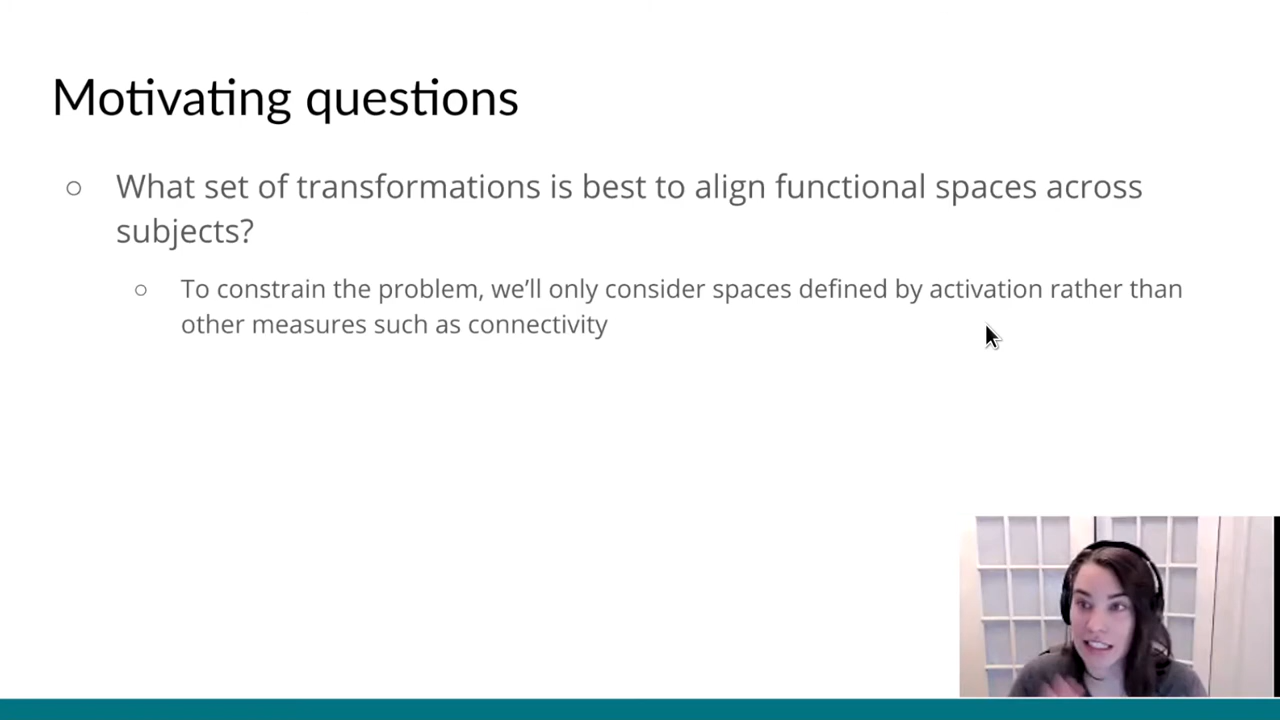 Motivating questions
○ What set of transformations is best to align functional spaces across
subjects?
○ To constrain the problem, we’ll only consider spaces defined by activation rather than
other measures such as connectivity